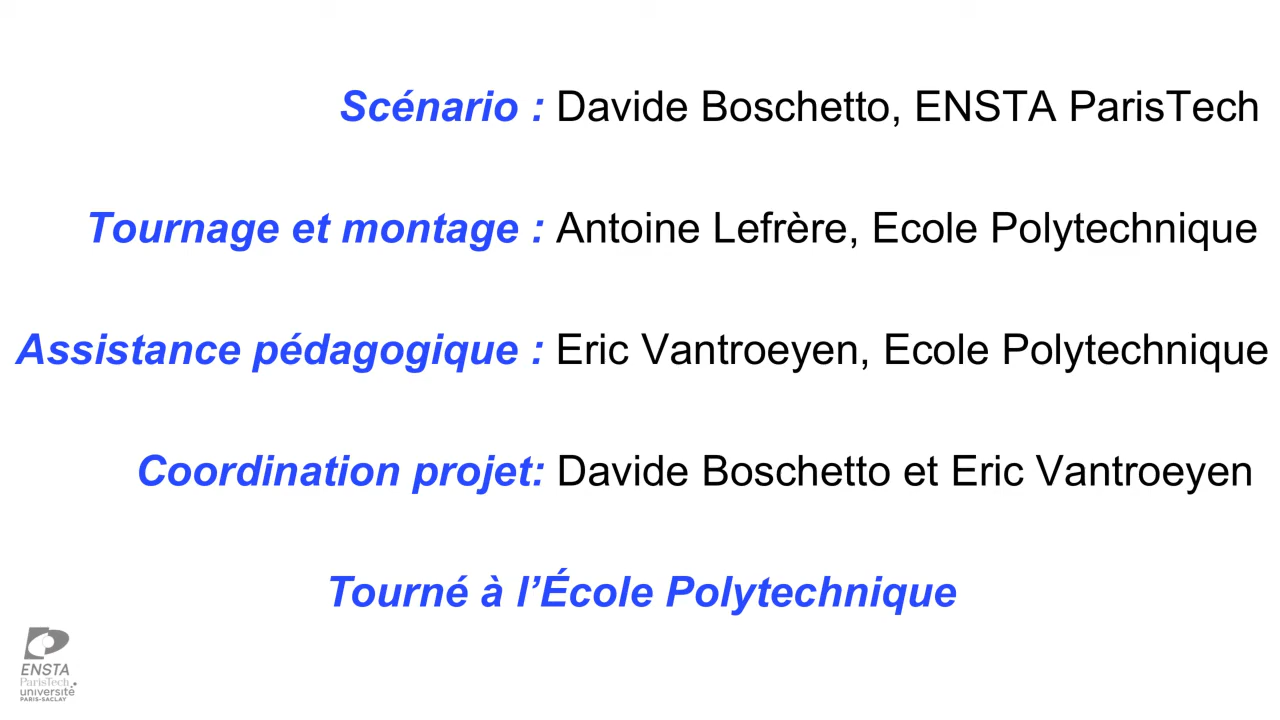 Scénario : Davide Boschetto, ENSTA ParisTech
Tournage et montage : Antoine Lefrère, Ecole Polytechnique
Assistance pédagogique : Eric Vantroeyen, Ecole Polytechnique
Coordination projet: Davide Boschetto et Eric Vantroeyen
Tourné à l’École Polytechnique
ENSTA
ParisTech
université
PARIS-SACLAY